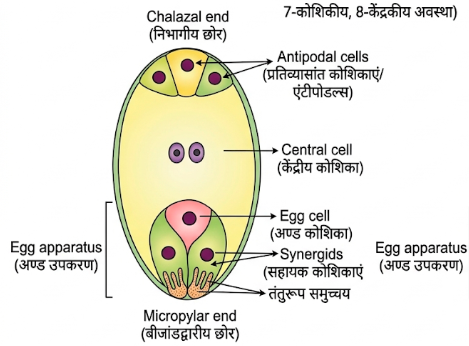 7-कोशिकीय, 8-केंद्रकीय अवस्था)
Chalazal end
(निभागीय छोर)
Antipodal cells
(प्रतिव्यासांत कोशिकाएं/
एंटीपोडल्स)
Central cell
(केंद्रीय कोशिका)
Egg cell
(अण्ड कोशिका)
Egg apparatus
(अण्ड उपकरण)
Synergids
(सहायक कोशिकाएं
तंतुरूप समुच्चय
Egg apparatus
(अण्ड उपकरण)
Micropylar end
(बीजांडद्वारीय छोर)